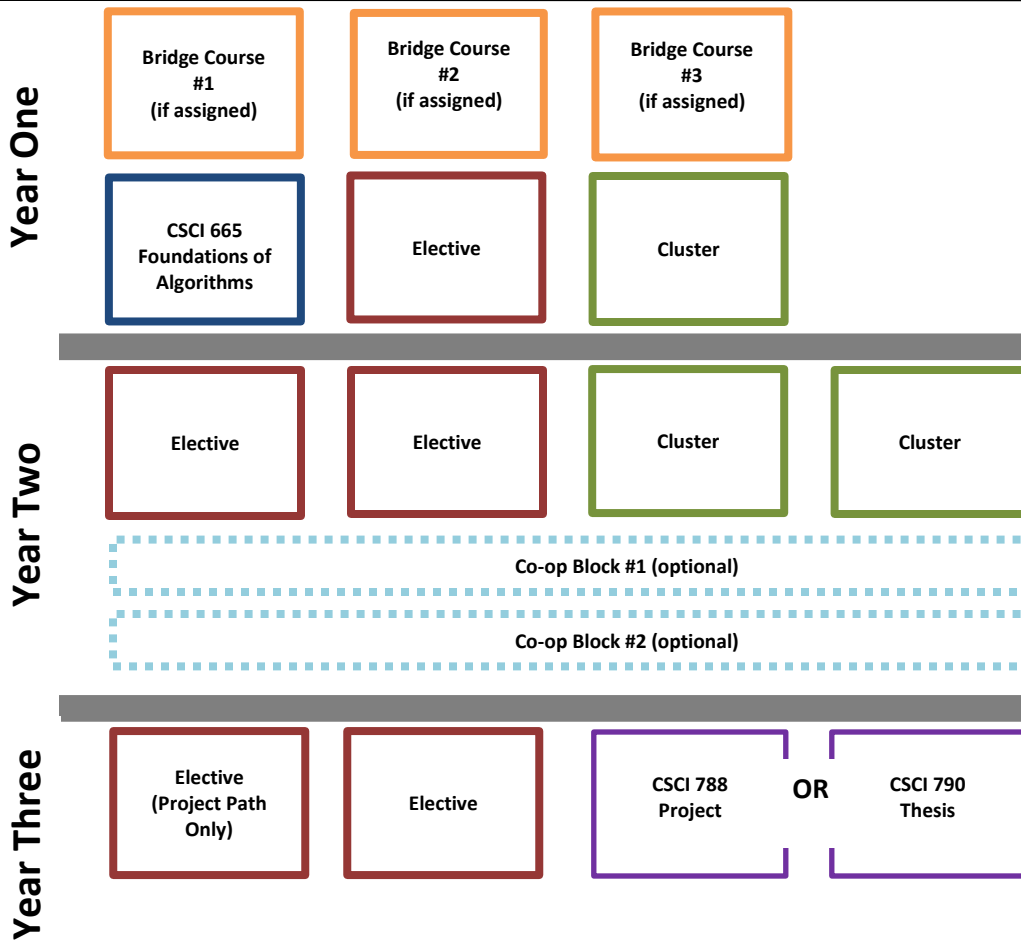 Year One
Bridge Course
#1
(if assigned)
Bridge Course
#2
(if assigned)
Bridge Course
#3
(if assigned)
CSCI 665
Foundations of
Algorithms
Elective
Cluster
Year Two
Elective
Elective
Cluster
Cluster
Co-op Block #1 (optional)
Co-op Block #2 (optional)
Year Three
Elective
(Project Path
Only)
Elective
CSCI 788
Project
OR
CSCI 790
Thesis